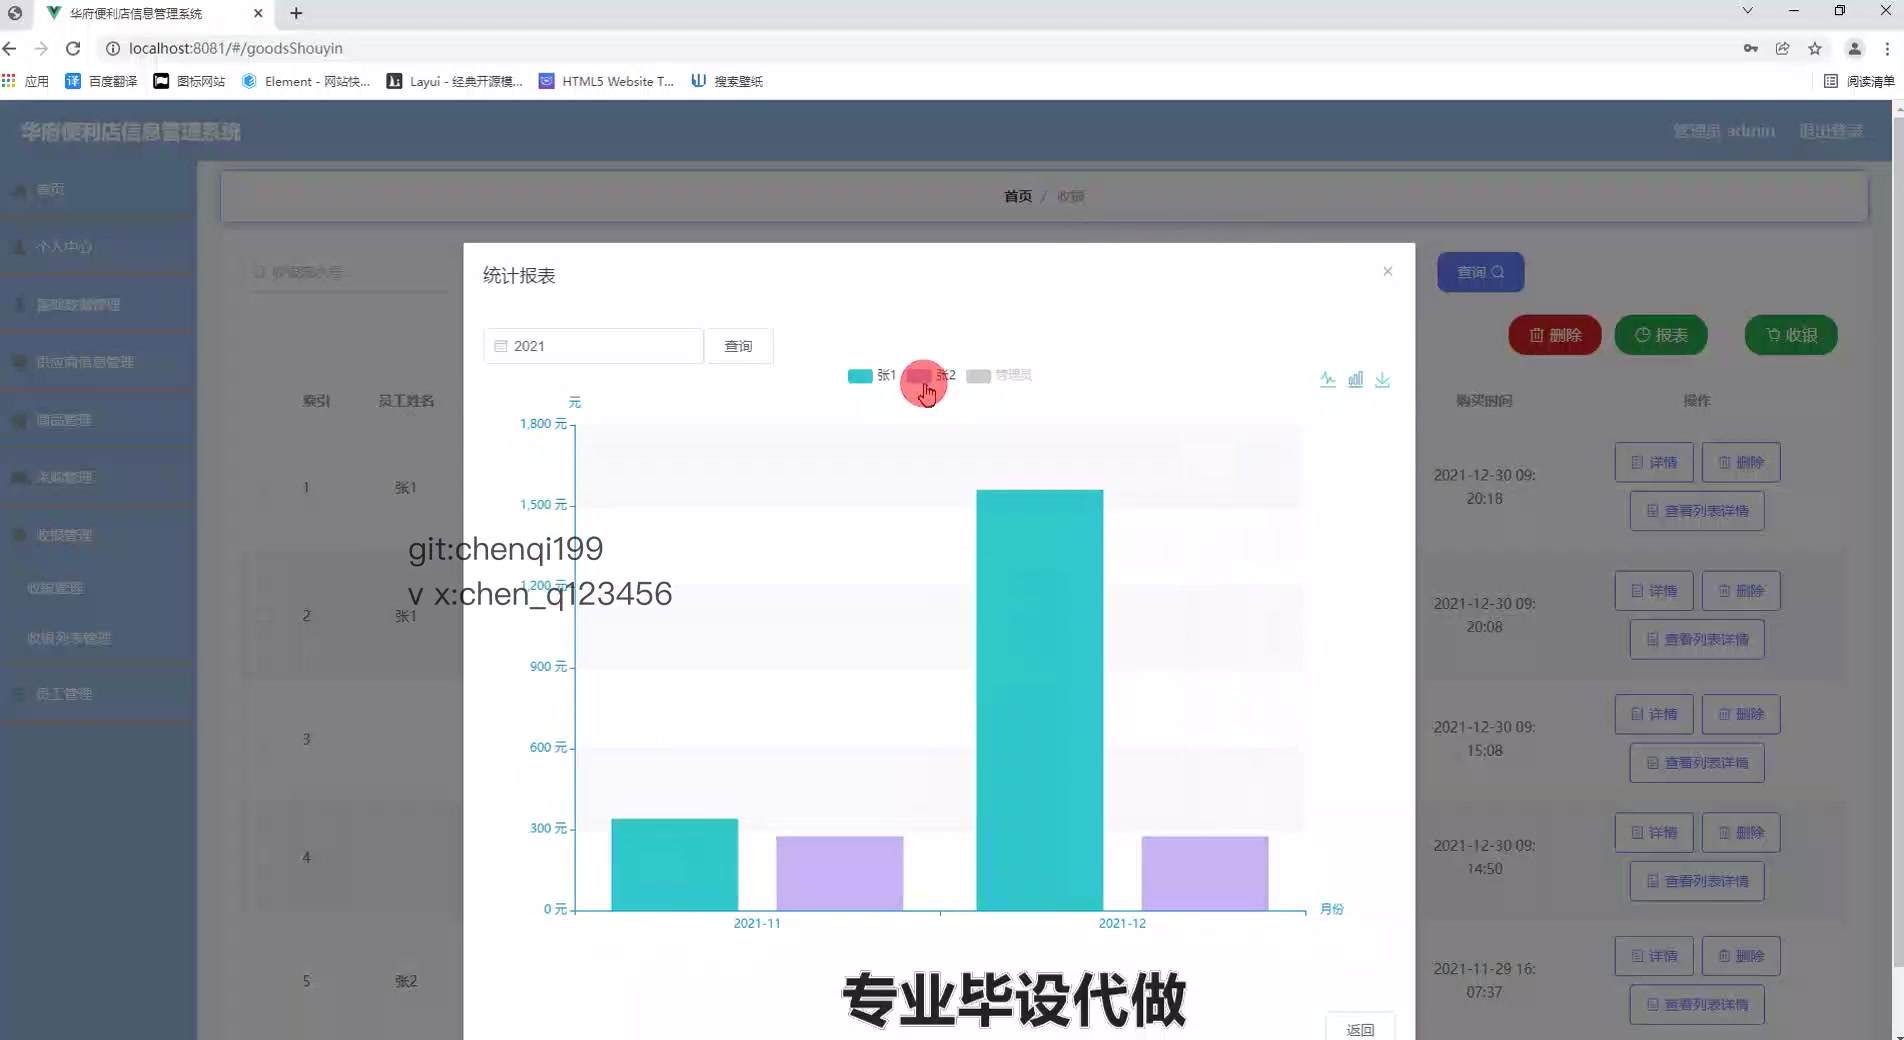 华府便利店信息管理系统
localhost:8081/#/goodsShouyin
应用
百度翻译
图标网站
Element - 网站快...
Layui - 经典开源模...
HTML5 Website T...
搜索壁纸
阅读清单
华府便利店信息管理系统
管理员 admin
退出登录
首页
个人中心
基础数据管理
供应商信息管理
商品管理
采购管理
收银管理
收银管理
收银列表管理
员工管理
首页 / 收银
收银流水号
查询
删除
报表
收银
索引
员工姓名
购买时间
操作
1
张1
2021-12-30 09:
20:18
详情
删除
查看列表详情
2
张1
2021-12-30 09:
20:08
详情
删除
查看列表详情
3
2021-12-30 09:
15:08
详情
删除
查看列表详情
4
2021-12-30 09:
14:50
详情
删除
查看列表详情
5
张2
2021-11-29 16:
07:37
详情
删除
查看列表详情
统计报表
2021
查询
张1
张2
管理员
元
1,800 元
1,500 元
1,200 元
900 元
600 元
300 元
0 元
2021-11
2021-12
月份
git:chenqi199
v x:chen_q123456
专业毕设代做
返回